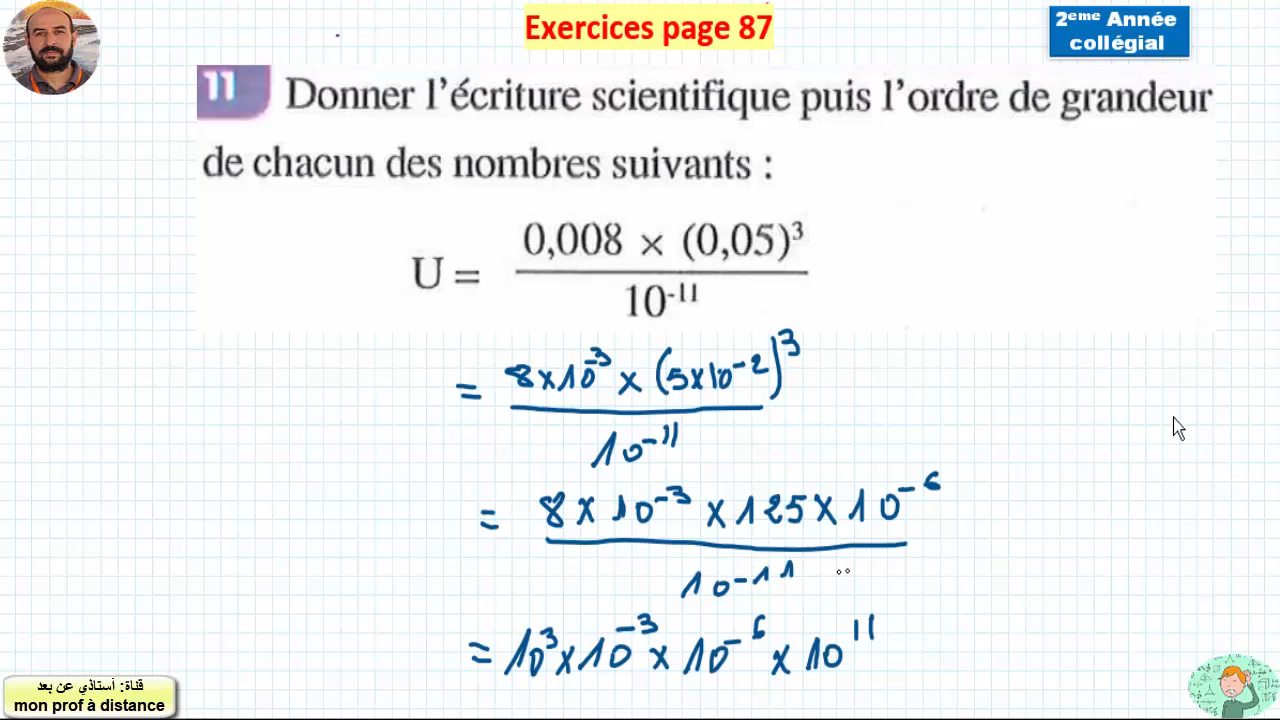 Exercices page 87
2eme Année
collégial
11 Donner l'écriture scientifique puis l'ordre de grandeur
de chacun des nombres suivants :
U = 0,008 × (0,05)³ / 10⁻¹¹
= 8×10⁻³ × (5×10⁻²)³ / 10⁻¹¹
= 8 × 10⁻³ × 125 × 10⁻⁶ / 10⁻¹¹
= 10³ × 10⁻³ × 10⁻⁶ × 10¹¹
قناة: أستاذي عن بعد
mon prof à distance